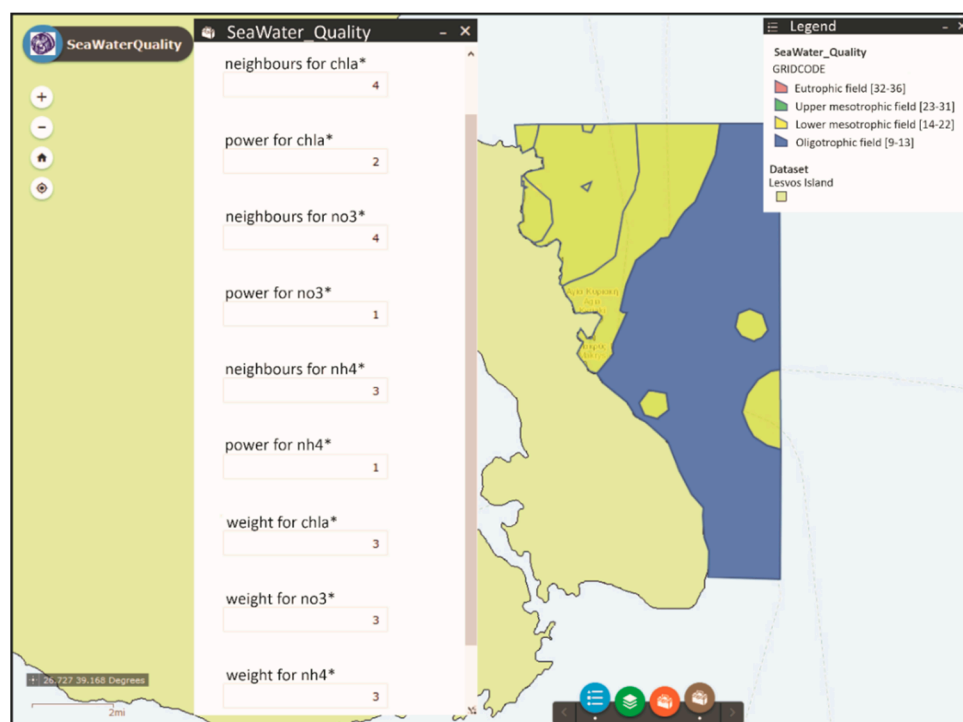 SeaWaterQuality
SeaWater_Quality
neighbours for chla*
4
power for chla*
2
neighbours for no3*
4
power for no3*
1
neighbours for nh4*
3
power for nh4*
1
weight for chla*
3
weight for no3*
3
weight for nh4*
3
Legend
SeaWater_Quality
GRIDCODE
Eutrophic field [32-36]
Upper mesotrophic field [23-31]
Lower mesotrophic field [14-22]
Oligotrophic field [9-13]
Dataset
Lesvos Island
26.727 39.168 Degrees
2mi